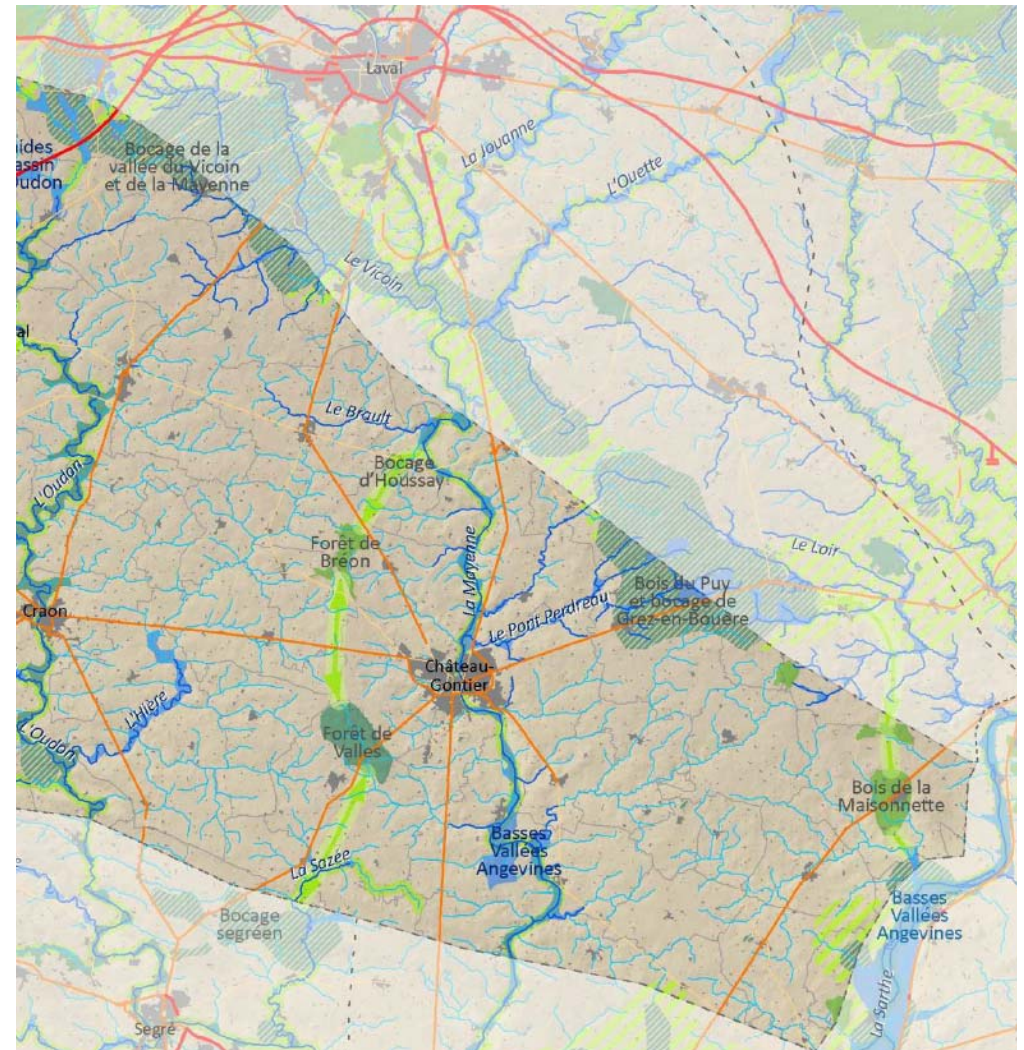 Laval
La Jouanne
L'Ouette
Bocage de la
vallée du Vicoin
et de la Mayenne
Le Vicoin
Le Brault
Bocage
d'Houssay
L'Oudon
La Mayenne
Forêt de
Bréon
Le Loir
Bois du Puy
et bocage de
Grez-en-Bouère
Le Pont Perdreau
Craon
Château-
Gontier
L'Hière
L'Oudon
Forêt de
Valles
Bois de la
Maisonnette
Basses
Vallées
Angevines
La Sazée
Bocage
segréen
Basses
Vallées
Angevines
La Sarthe
Segré